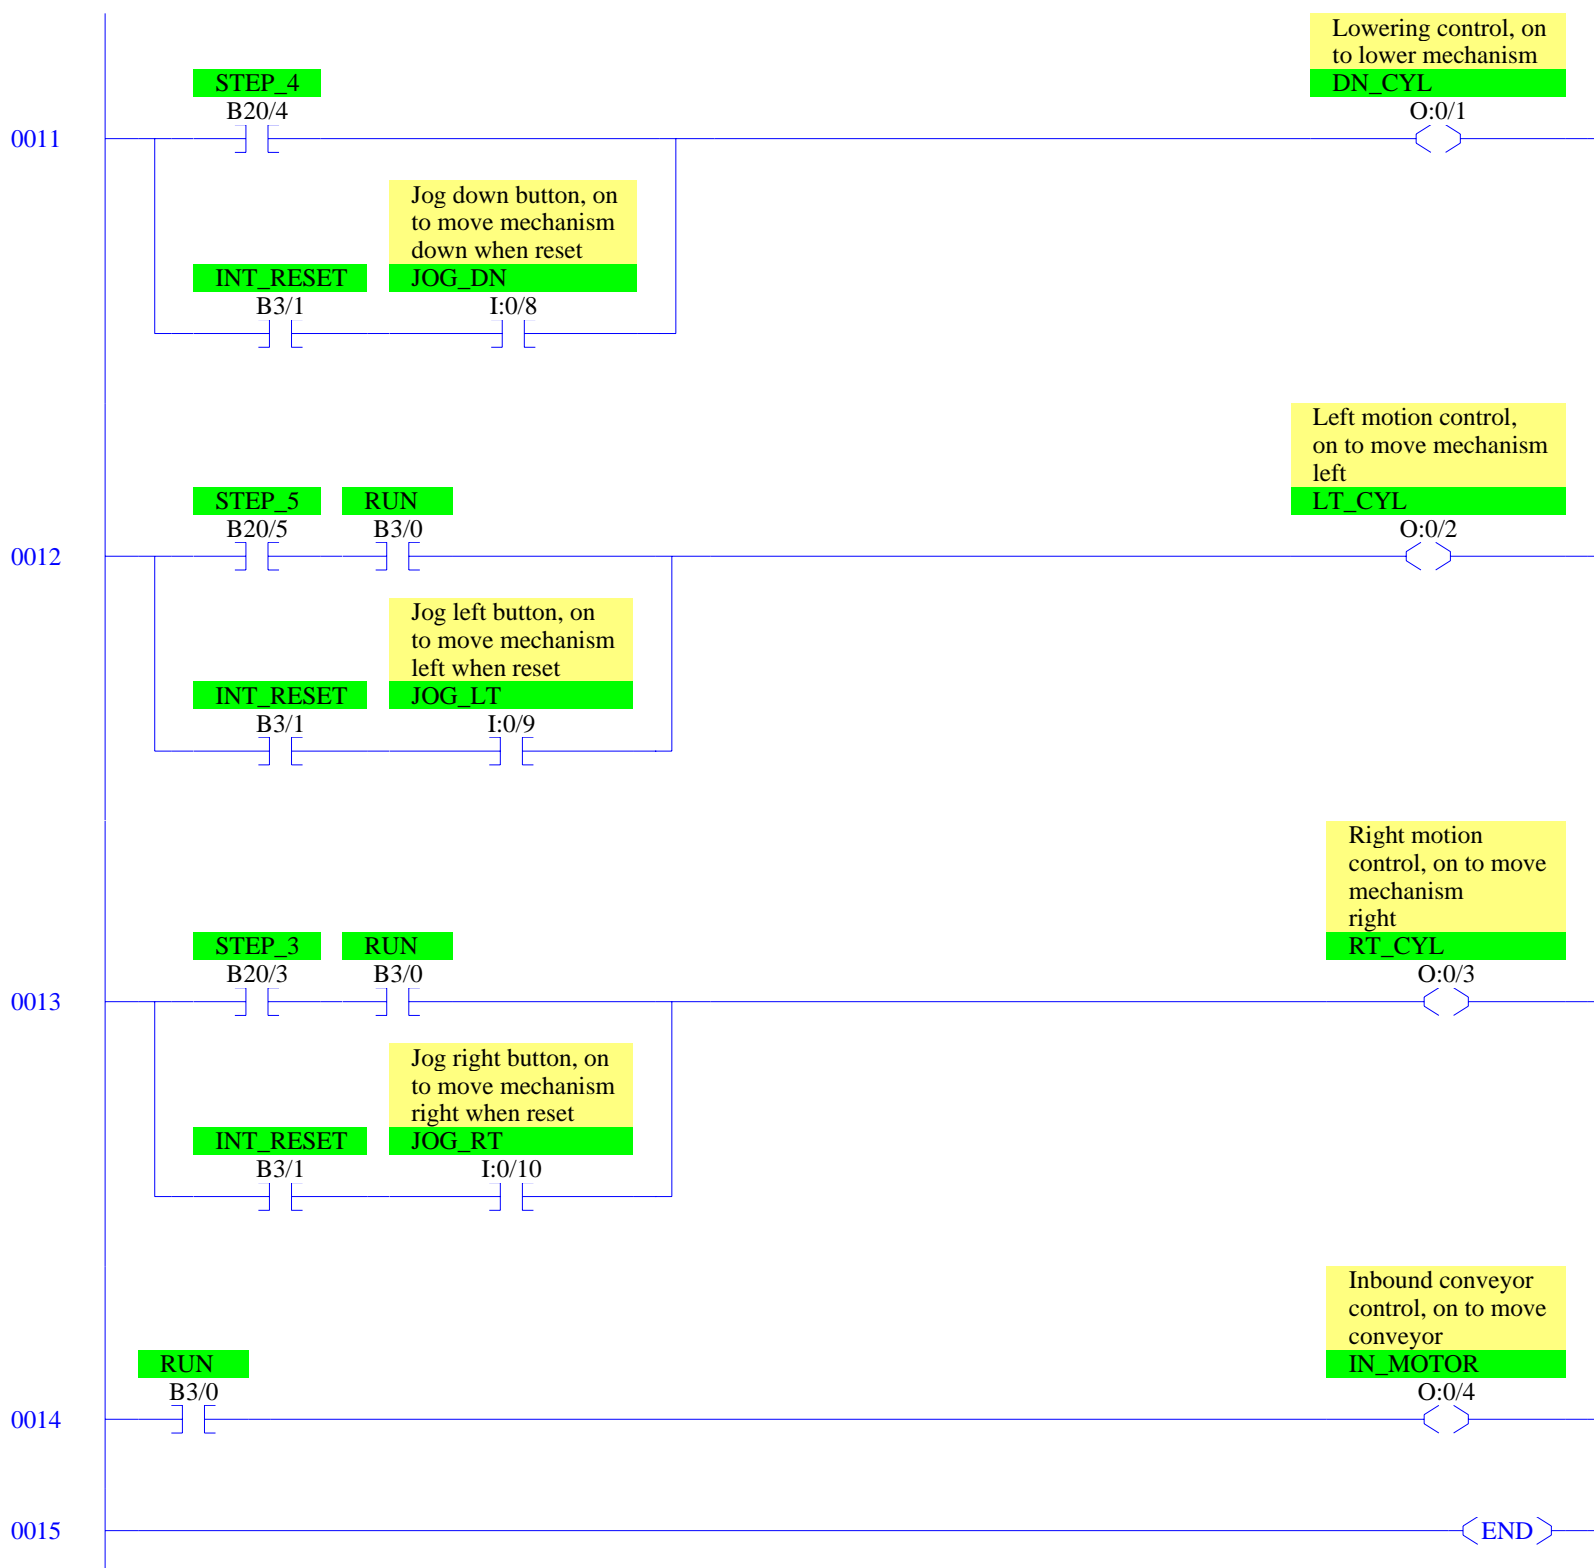 Lowering control, on
to lower mechanism
STEP_4
DN_CYL
B20/4
O:0/1
0011
Jog down button, on
to move mechanism
down when reset
INT_RESET
JOG_DN
B3/1
I:0/8
Left motion control,
on to move mechanism
left
STEP_5
RUN
LT_CYL
B20/5
B3/0
O:0/2
0012
Jog left button, on
to move mechanism
left when reset
INT_RESET
JOG_LT
B3/1
I:0/9
Right motion
control, on to move
mechanism
right
STEP_3
RUN
RT_CYL
B20/3
B3/0
O:0/3
0013
Jog right button, on
to move mechanism
right when reset
INT_RESET
JOG_RT
B3/1
I:0/10
Inbound conveyor
control, on to move
conveyor
RUN
IN_MOTOR
B3/0
O:0/4
0014
0015
END